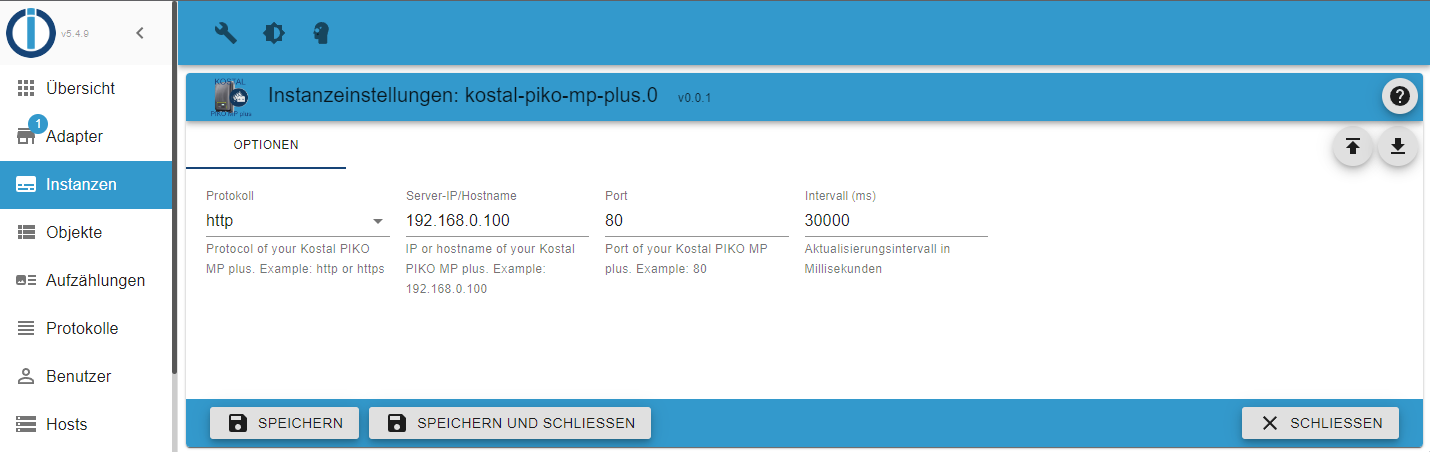 v5.4.9
Übersicht
1
Adapter
Instanzen
Objekte
Aufzählungen
Protokolle
Benutzer
Hosts
KOSTAL
PIKO MP plus
Instanzeinstellungen: kostal-piko-mp-plus.0 v0.0.1
OPTIONEN
Protokoll
http
Protocol of your Kostal PIKO
MP plus. Example: http or https
Server-IP/Hostname
192.168.0.100
IP or hostname of your Kostal
PIKO MP plus. Example:
192.168.0.100
Port
80
Port of your Kostal PIKO MP
plus. Example: 80
Intervall (ms)
30000
Aktualisierungsintervall in
Millisekunden
SPEICHERN
SPEICHERN UND SCHLIESSEN
SCHLIESSEN